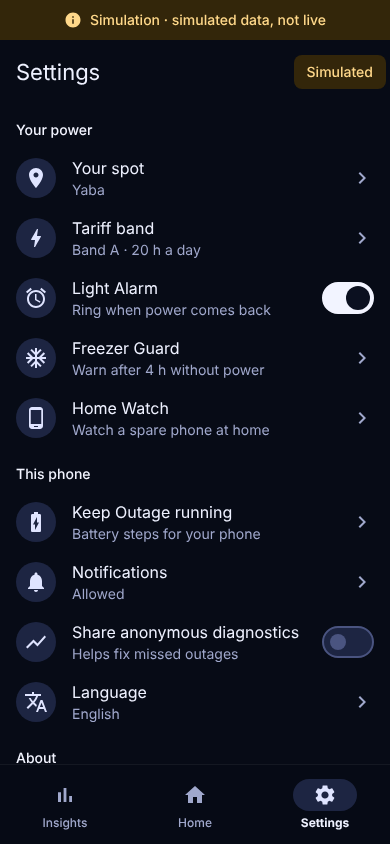 Simulation · simulated data, not live
Settings
Simulated
Your power
Your spot
Yaba
Tariff band
Band A · 20 h a day
Light Alarm
Ring when power comes back
Freezer Guard
Warn after 4 h without power
Home Watch
Watch a spare phone at home
This phone
Keep Outage running
Battery steps for your phone
Notifications
Allowed
Share anonymous diagnostics
Helps fix missed outages
Language
English
About
Insights
Home
Settings